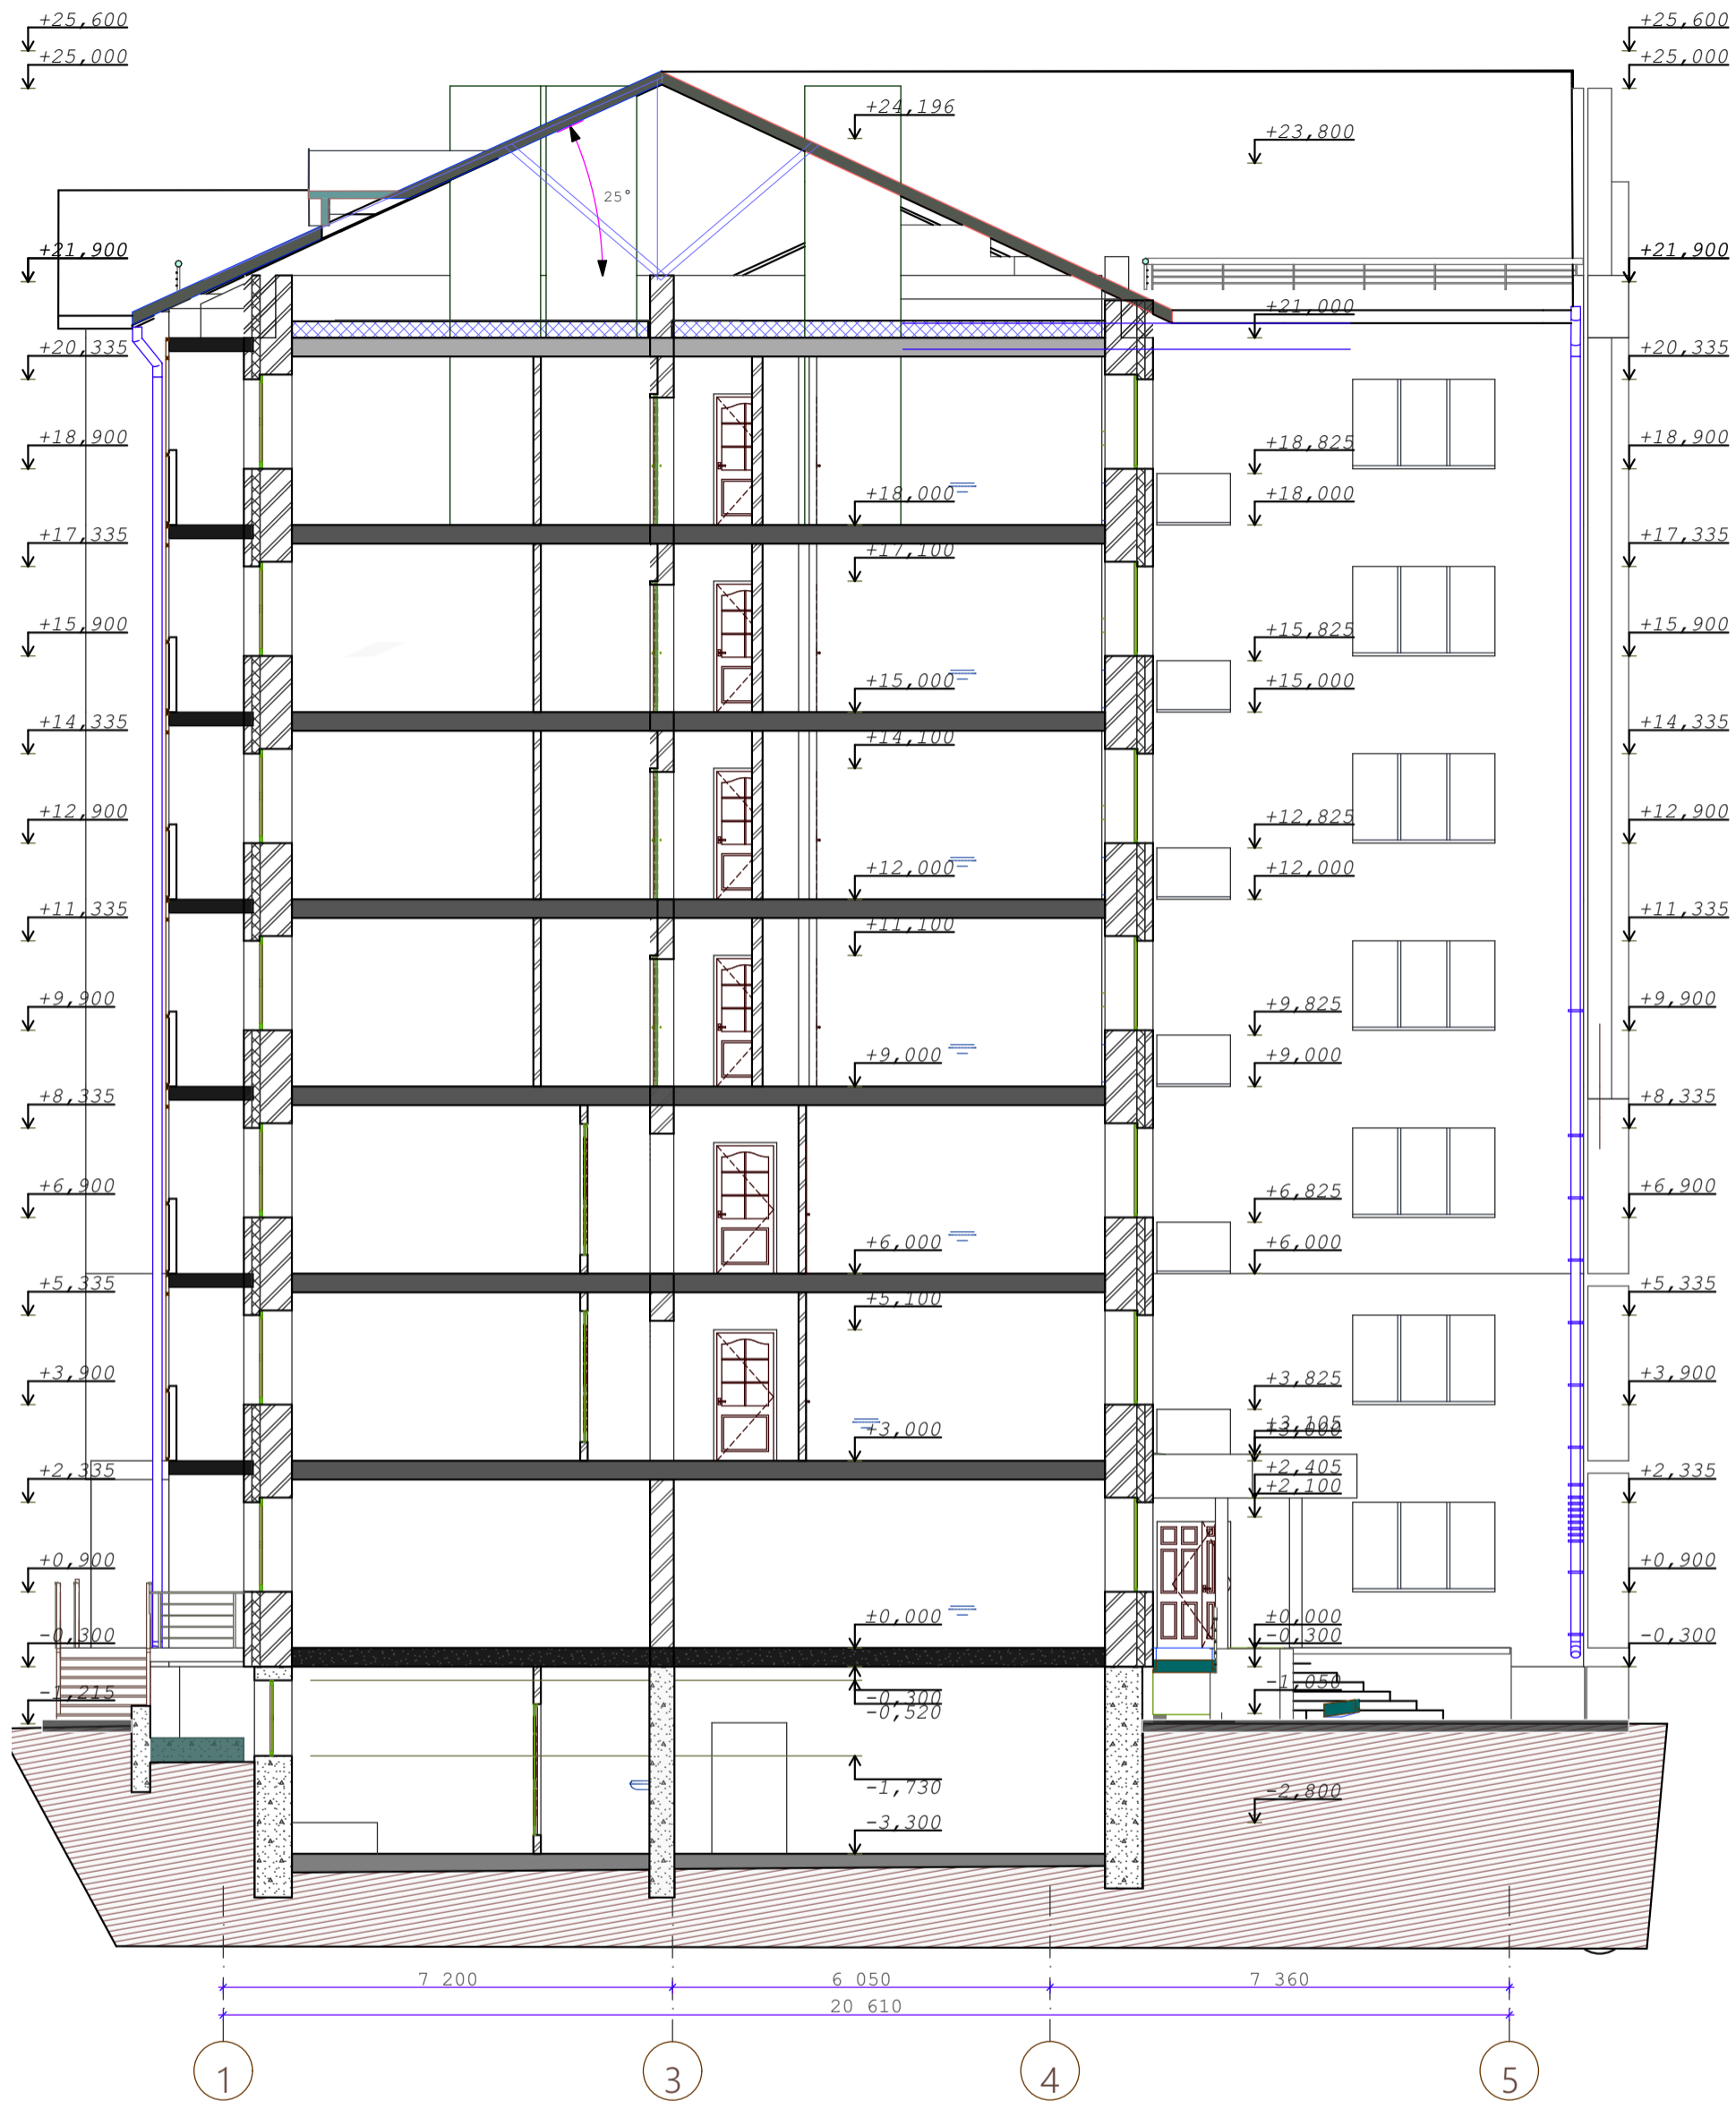 +25,600 +25,600
+25,000 +25,000
+24,196
+23,800
25°
+21,900 +21,900
+21,000
+20,335 +20,335
+18,900 +18,825 +18,900
+18,000 +18,000
+17,335 +17,100 +17,335
+15,900 +15,825 +15,900
+15,000 +15,000
+14,335 +14,100 +14,335
+12,900 +12,825 +12,900
+12,000 +12,000
+11,335 +11,100 +11,335
+9,900 +9,825 +9,900
+9,000 +9,000
+8,335 +8,335
+6,900 +6,825 +6,900
+6,000 +6,000
+5,335 +5,100 +5,335
+3,900 +3,825 +3,900
+3,105
+3,000 +3,000
+2,335 +2,405 +2,335
+2,100
+0,900 +0,900
±0,000 ±0,000
-0,300 -0,300 -0,300
-1,215 -0,300 -1,050
-0,520
-1,730 -2,800
-3,300
7 200 6 050 7 360
20 610
1 3 4 5